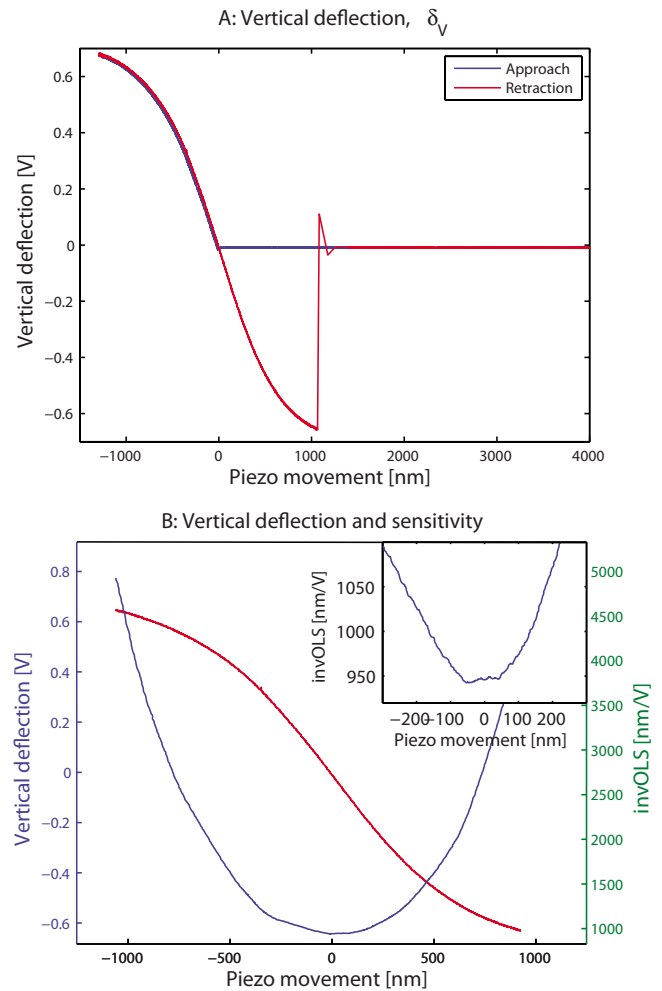 A: Vertical deflection, δV
Vertical deflection [V]
0.6
0.4
0.2
0
−0.2
−0.4
−0.6
Approach
Retraction
−1000 0 1000 2000 3000 4000
Piezo movement [nm]
B: Vertical deflection and sensitivity
Vertical deflection [V]
0.8
0.6
0.4
0.2
0
−0.2
−0.4
−0.6
invOLS [nm/V]
1050
1000
950
−200 −100 0 100 200
Piezo movement [nm]
5000
4500
4000
3500
3000
2500
2000
1500
1000
invOLS [nm/V]
−1000 −500 0 500 1000
Piezo movement [nm]